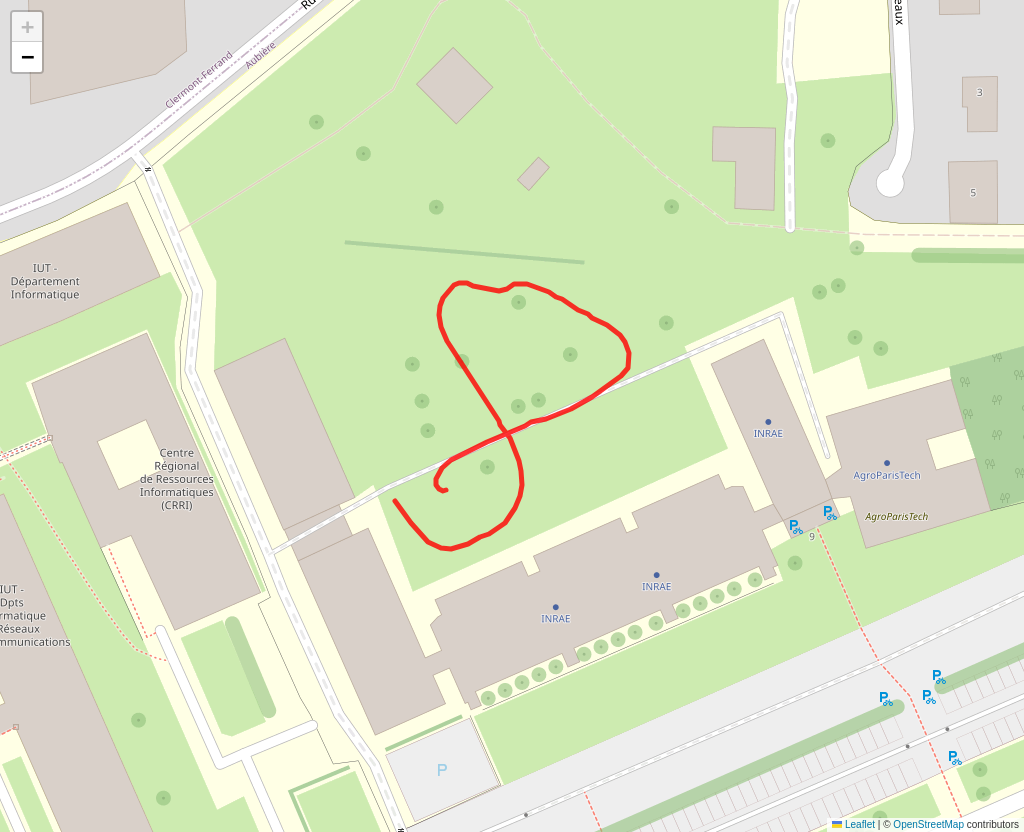 +
−
Ru
Clermont-Ferrand
Aubière
eaux
3
5
IUT -
Département
Informatique
Centre
Régional
de Ressources
Informatiques
(CRRI)
INRAE
AgroParisTech
AgroParisTech
9
INRAE
INRAE
IUT -
Dpts
rmatique
Réseaux
mmunications
P
P
P
P
P
P
P
Leaflet | © OpenStreetMap contributors